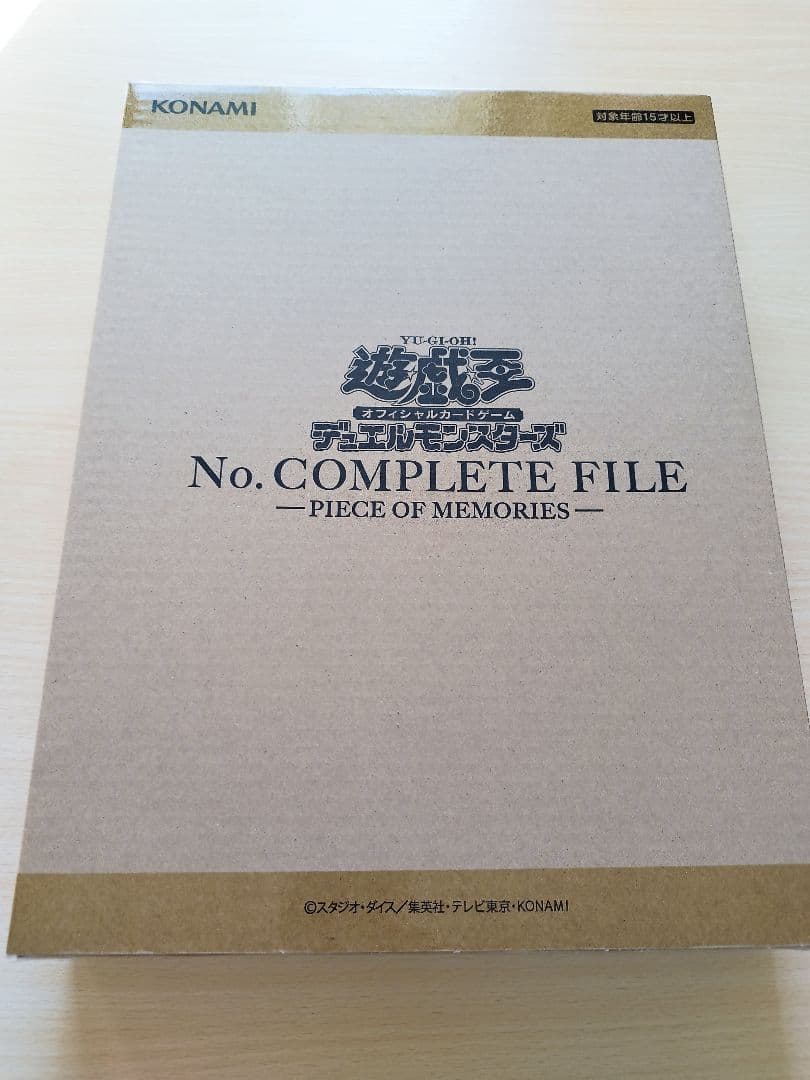 KONAMI
対象年齢15才以上
YU-GI-OH!
遊戯王
オフィシャルカードゲーム
デュエルモンスターズ
No. COMPLETE FILE
—PIECE OF MEMORIES—
©スタジオ・ダイス/集英社・テレビ東京・KONAMI